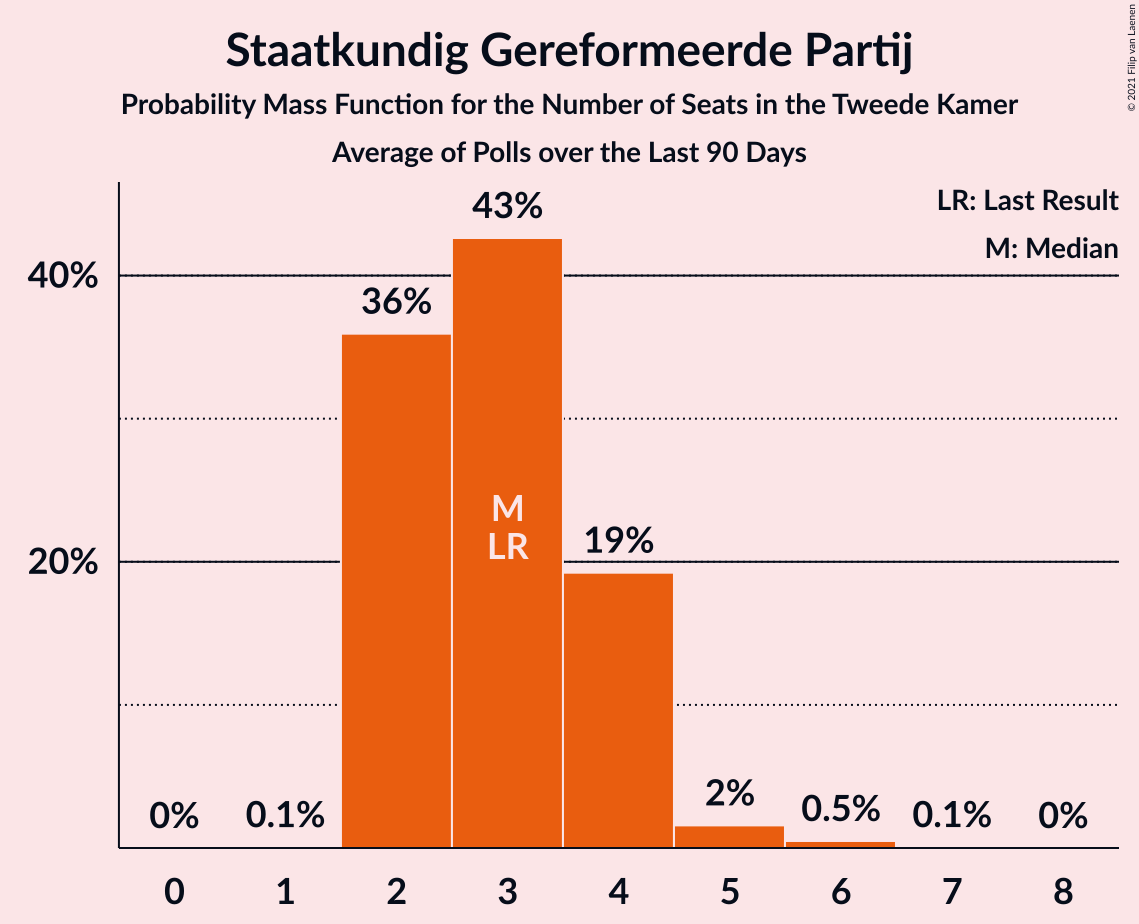 Staatkundig Gereformeerde Partij
Probability Mass Function for the Number of Seats in the Tweede Kamer
Average of Polls over the Last 90 Days
© 2021 Filip van Laenen
LR: Last Result
M: Median
40%
20%
0%
0.1%
36%
43%
M
LR
19%
2%
0.5%
0.1%
0%
0 1 2 3 4 5 6 7 8